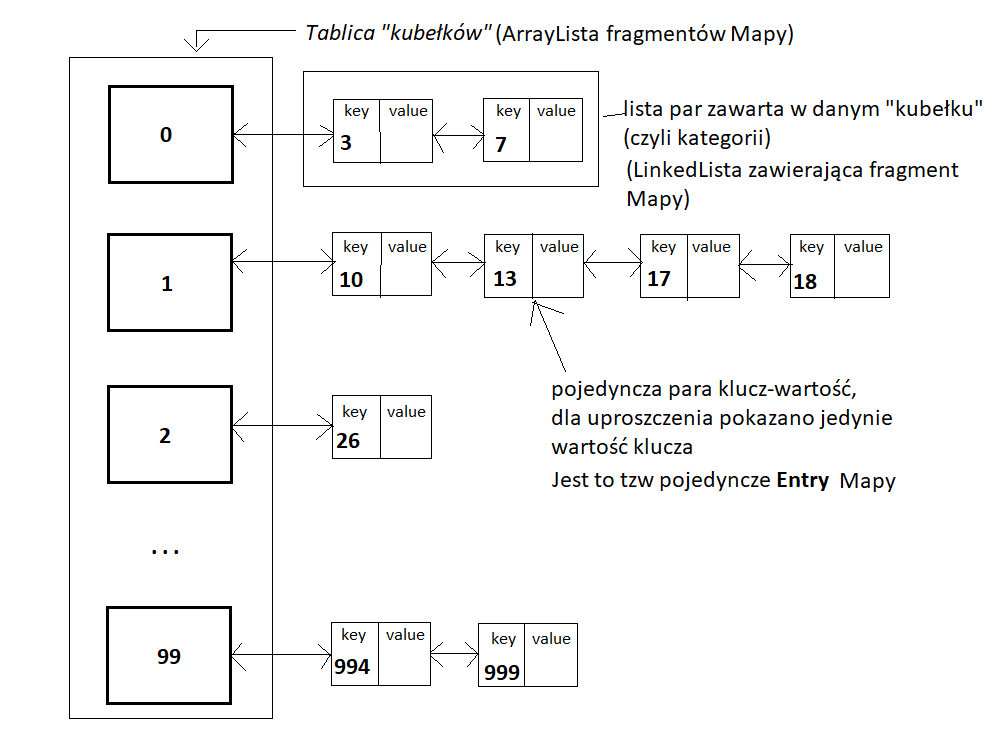 Tablica "kubełków" (ArrayLista fragmentów Mapy)
0
key value
3
key value
7
lista par zawarta w danym "kubełku"
(czyli kategorii)
(LinkedLista zawierająca fragment
Mapy)
1
key value
10
key value
13
key value
17
key value
18
pojedyncza para klucz-wartość,
dla uproszczenia pokazano jedynie
wartość klucza
Jest to tzw pojedyncze Entry Mapy
2
key value
26
...
99
key value
994
key value
999